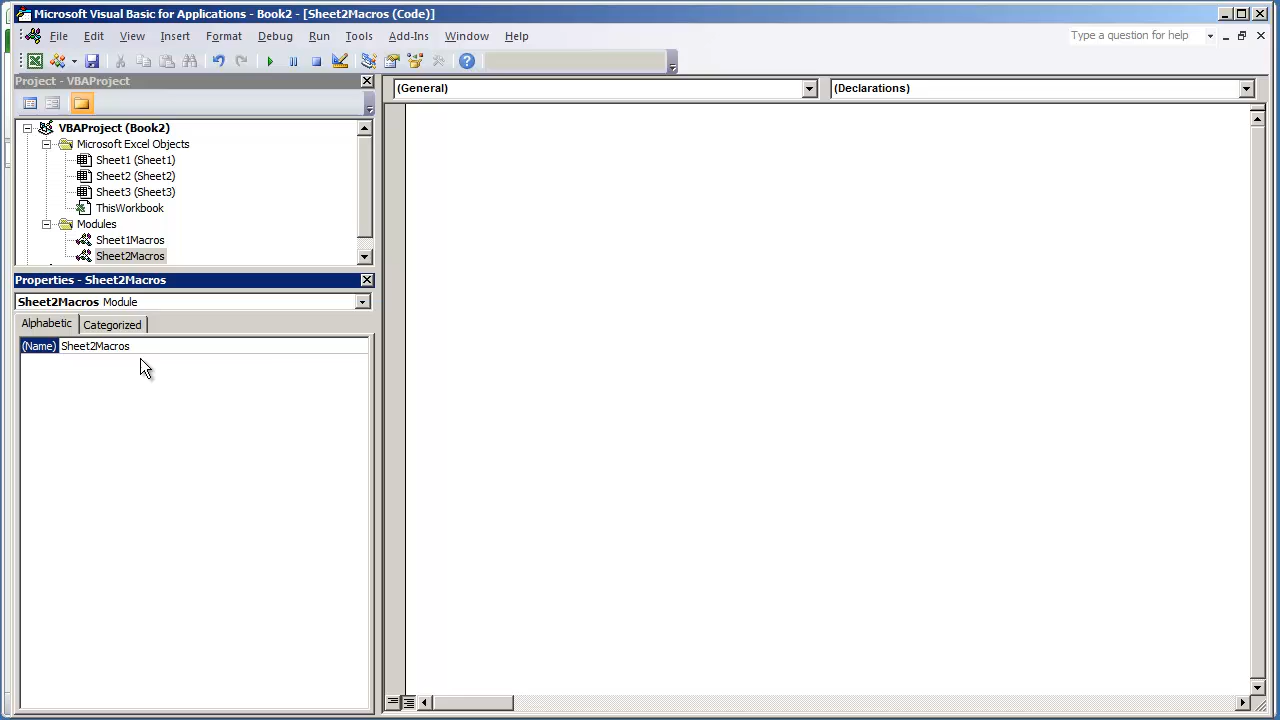 Microsoft Visual Basic for Applications - Book2 - [Sheet2Macros (Code)]
File Edit View Insert Format Debug Run Tools Add-Ins Window Help
Type a question for help
Project - VBAProject
(General)
(Declarations)
VBAProject (Book2)
Microsoft Excel Objects
Sheet1 (Sheet1)
Sheet2 (Sheet2)
Sheet3 (Sheet3)
ThisWorkbook
Modules
Sheet1Macros
Sheet2Macros
Properties - Sheet2Macros
Sheet2Macros Module
Alphabetic Categorized
(Name) Sheet2Macros